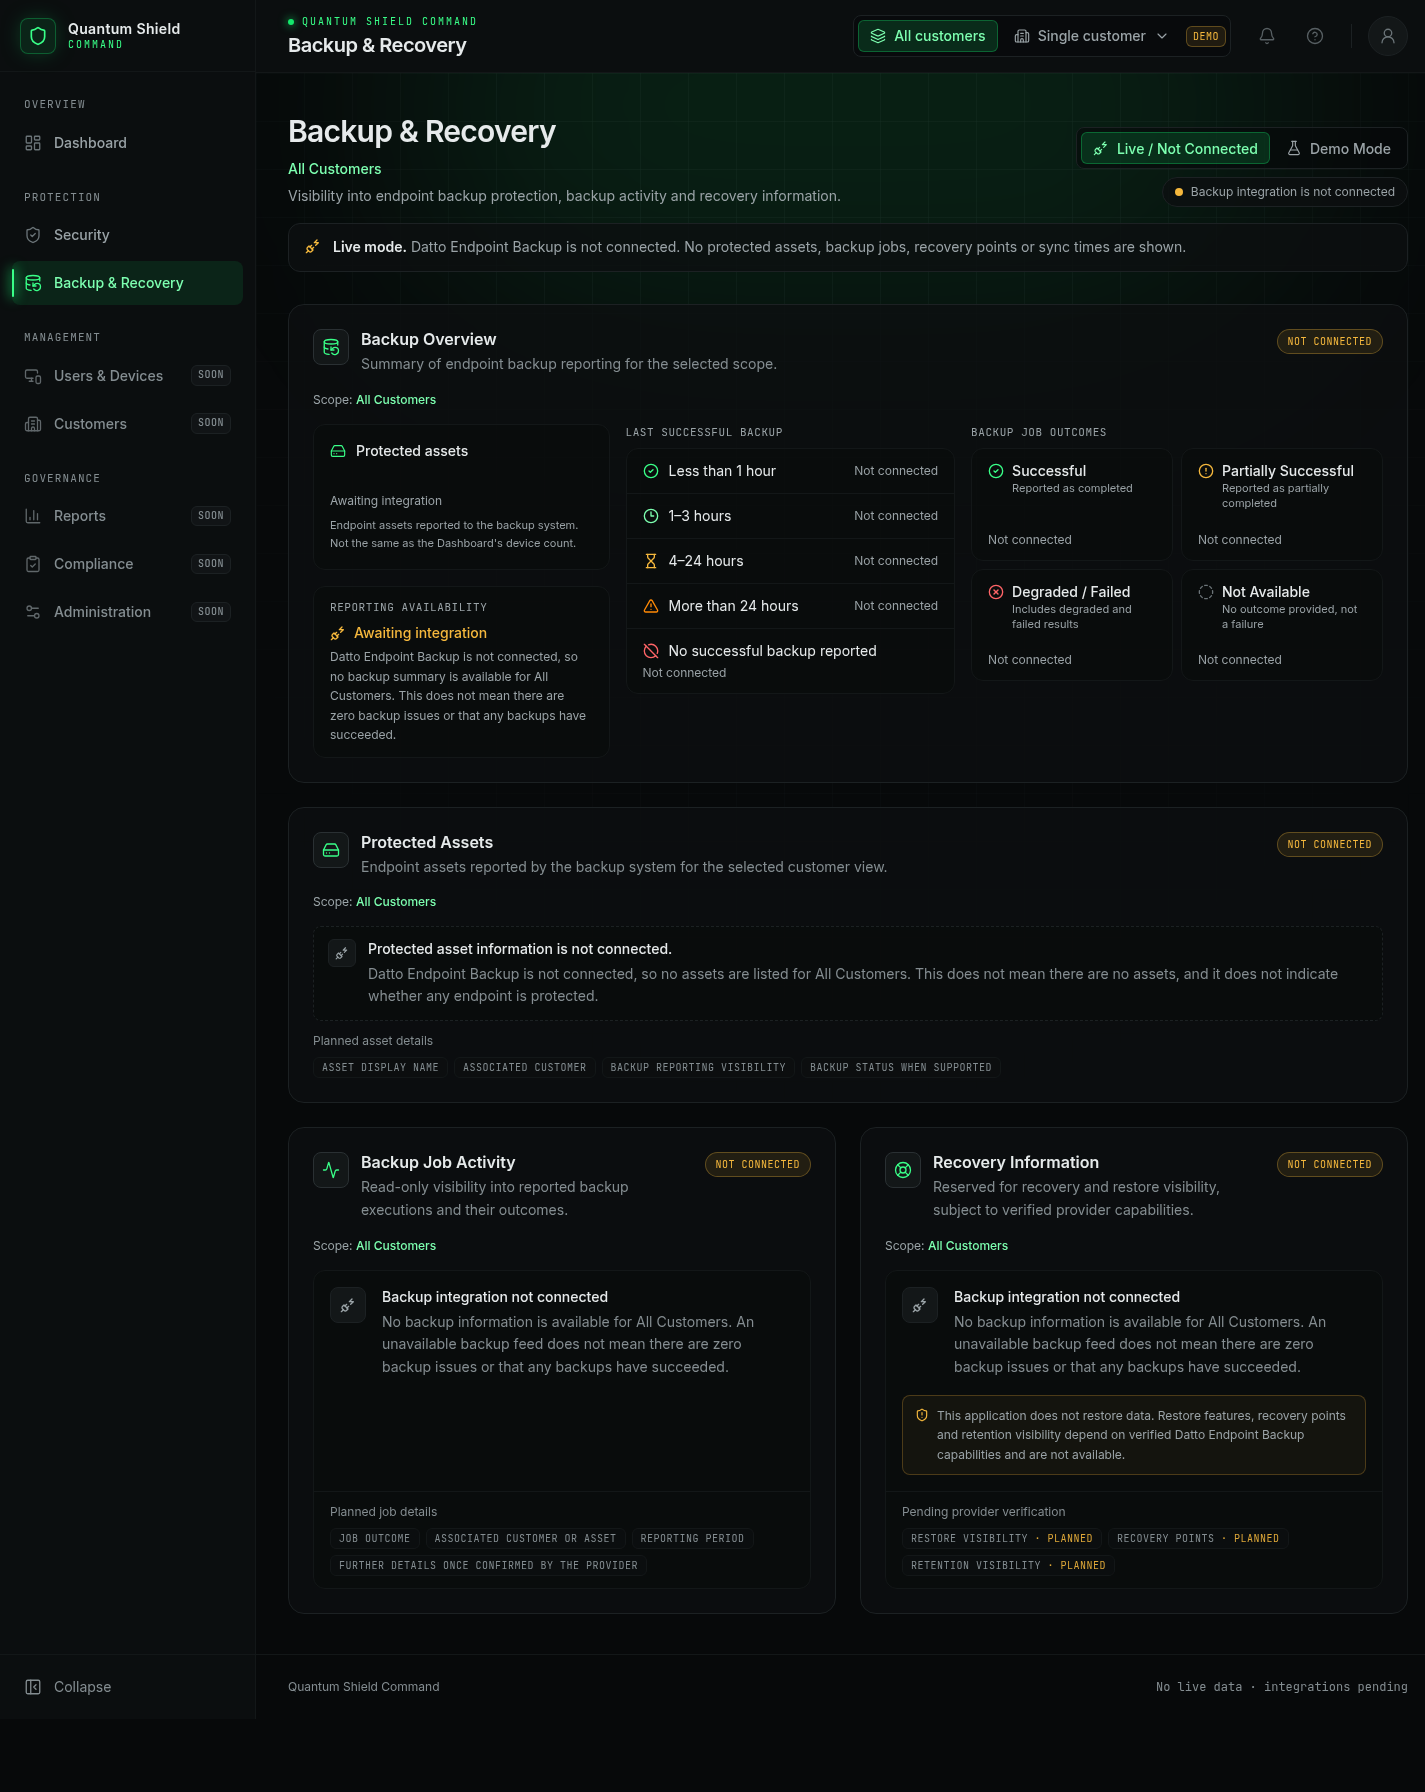 Quantum Shield
COMMAND
OVERVIEW
Dashboard
PROTECTION
Security
Backup & Recovery
MANAGEMENT
Users & Devices
SOON
Customers
SOON
GOVERNANCE
Reports
SOON
Compliance
SOON
Administration
SOON
Collapse
QUANTUM SHIELD COMMAND
Backup & Recovery
All customers
Single customer
DEMO
Backup & Recovery
All Customers
Visibility into endpoint backup protection, backup activity and recovery information.
Live / Not Connected
Demo Mode
Backup integration is not connected
Live mode. Datto Endpoint Backup is not connected. No protected assets, backup jobs, recovery points or sync times are shown.
Backup Overview
Summary of endpoint backup reporting for the selected scope.
NOT CONNECTED
Scope: All Customers
Protected assets
Awaiting integration
Endpoint assets reported to the backup system.
Not the same as the Dashboard's device count.
REPORTING AVAILABILITY
Awaiting integration
Datto Endpoint Backup is not connected, so
no backup summary is available for All
Customers. This does not mean there are
zero backup issues or that any backups have
succeeded.
LAST SUCCESSFUL BACKUP
Less than 1 hour
Not connected
1–3 hours
Not connected
4–24 hours
Not connected
More than 24 hours
Not connected
No successful backup reported
Not connected
BACKUP JOB OUTCOMES
Successful
Reported as completed
Not connected
Partially Successful
Reported as partially
completed
Not connected
Degraded / Failed
Includes degraded and
failed results
Not connected
Not Available
No outcome provided, not
a failure
Not connected
Protected Assets
Endpoint assets reported by the backup system for the selected customer view.
NOT CONNECTED
Scope: All Customers
Protected asset information is not connected.
Datto Endpoint Backup is not connected, so no assets are listed for All Customers. This does not mean there are no assets, and it does not indicate
whether any endpoint is protected.
Planned asset details
ASSET DISPLAY NAME
ASSOCIATED CUSTOMER
BACKUP REPORTING VISIBILITY
BACKUP STATUS WHEN SUPPORTED
Backup Job Activity
Read-only visibility into reported backup
executions and their outcomes.
NOT CONNECTED
Scope: All Customers
Backup integration not connected
No backup information is available for All Customers. An
unavailable backup feed does not mean there are zero
backup issues or that any backups have succeeded.
Planned job details
JOB OUTCOME
ASSOCIATED CUSTOMER OR ASSET
REPORTING PERIOD
FURTHER DETAILS ONCE CONFIRMED BY THE PROVIDER
Recovery Information
Reserved for recovery and restore visibility,
subject to verified provider capabilities.
NOT CONNECTED
Scope: All Customers
Backup integration not connected
No backup information is available for All Customers. An
unavailable backup feed does not mean there are zero
backup issues or that any backups have succeeded.
This application does not restore data. Restore features, recovery points
and retention visibility depend on verified Datto Endpoint Backup
capabilities and are not available.
Pending provider verification
RESTORE VISIBILITY · PLANNED
RECOVERY POINTS · PLANNED
RETENTION VISIBILITY · PLANNED
Quantum Shield Command
No live data · integrations pending